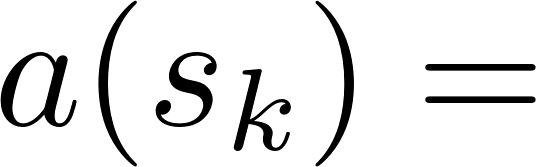 a(s_k) =